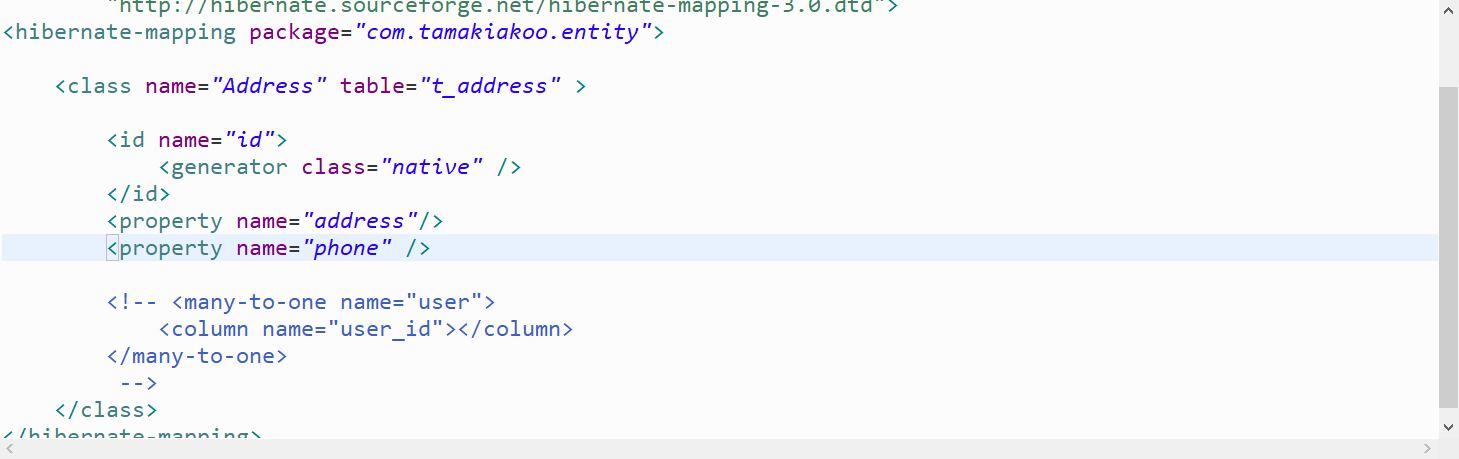 "http://hibernate.sourceforge.net/hibernate-mapping-3.0.dtd">
<hibernate-mapping package="com.tamakiakoo.entity">
<class name="Address" table="t_address" >
<id name="id">
<generator class="native" />
</id>
<property name="address"/>
<property name="phone" />
<!-- <many-to-one name="user">
<column name="user_id"></column>
</many-to-one>
-->
</class>
</hibernate-mapping>